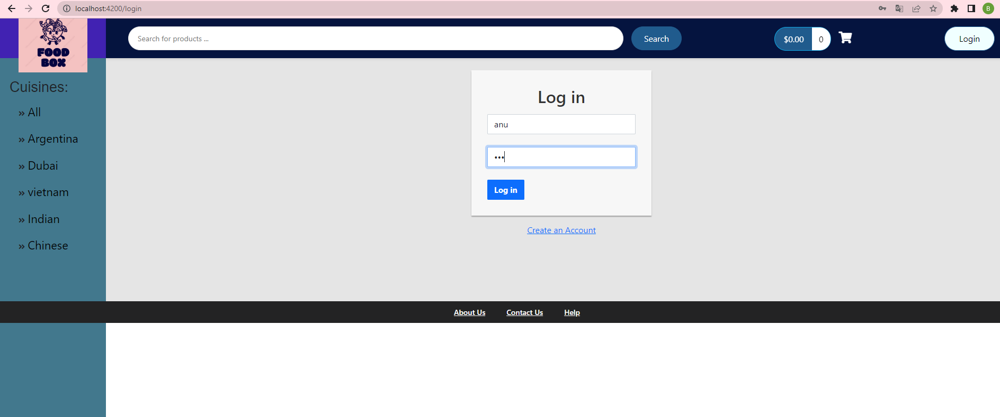 localhost:4200/login
B
FOOD
BOX
Search for products ...
Search
$0.00 0
Login
Cuisines:
» All
» Argentina
» Dubai
» vietnam
» Indian
» Chinese
Log in
anu
•••
Log in
Create an Account
About Us Contact Us Help